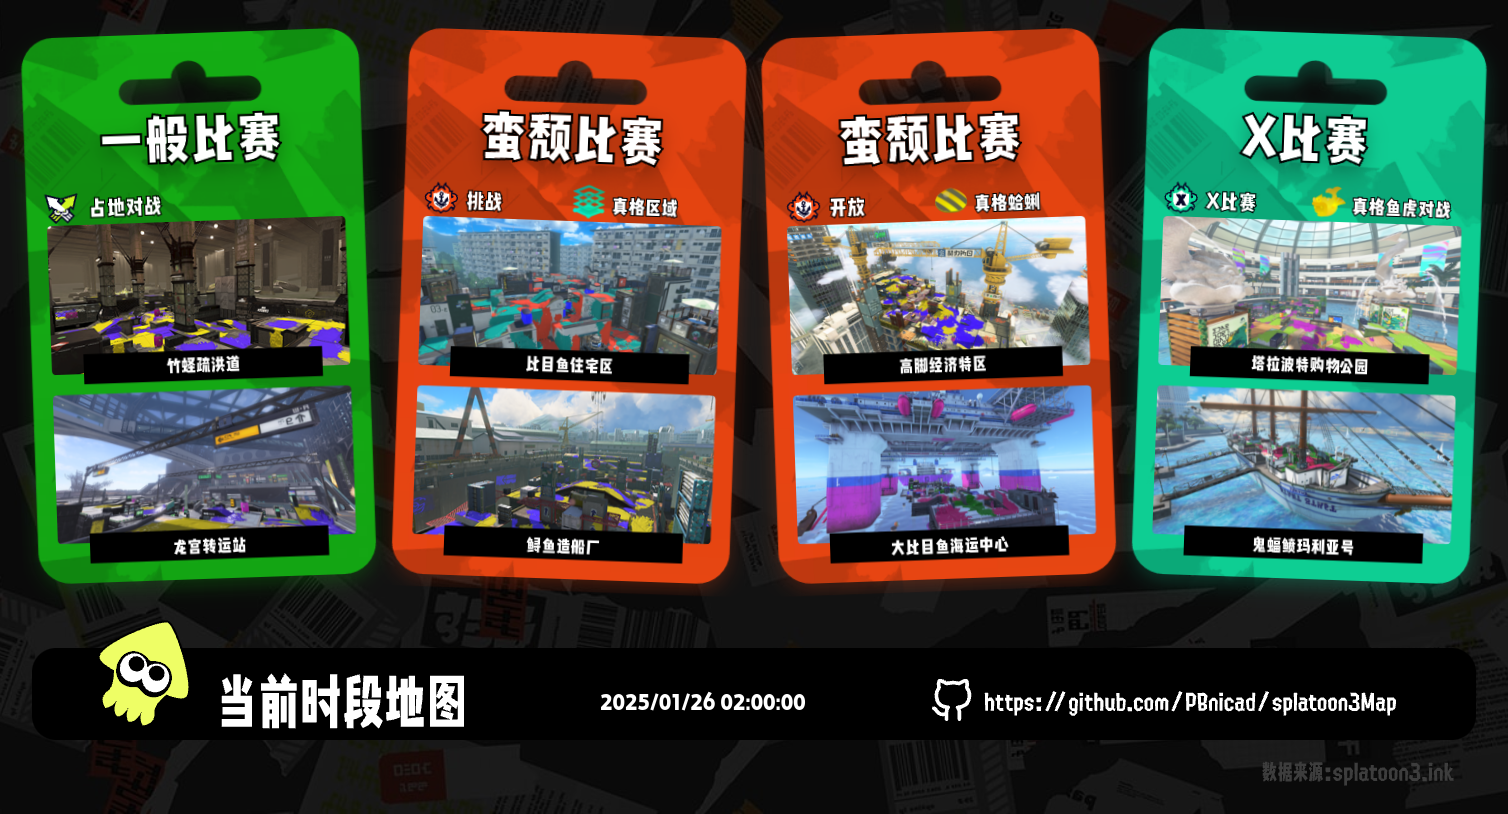 一般比赛
占地对战
竹蛏疏洪道
龙宫转运站
蛮颓比赛
挑战
真格区域
比目鱼住宅区
鲟鱼造船厂
蛮颓比赛
开放
真格蛤蜊
高脚经济特区
大比目鱼海运中心
X比赛
X比赛
真格鱼虎对战
塔拉波特购物公园
鬼蝠鲼玛利亚号
当前时段地图
2025/01/26 02:00:00
https://github.com/PBnicad/splatoon3Map
数据来源:splatoon3.ink